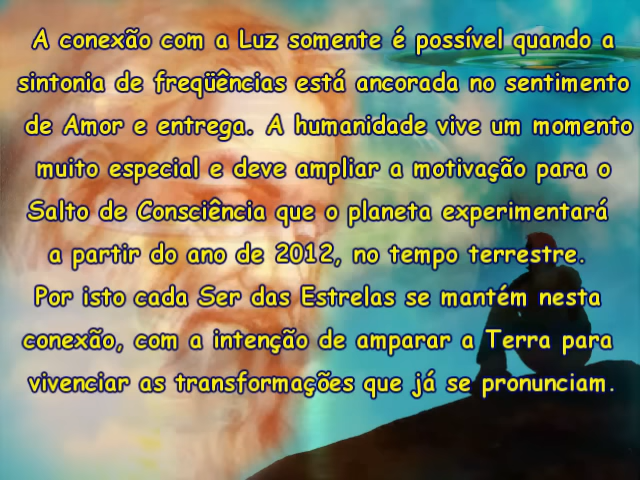 A conexão com a Luz somente é possível quando a
sintonia de freqüências está ancorada no sentimento
de Amor e entrega. A humanidade vive um momento
muito especial e deve ampliar a motivação para o
Salto de Consciência que o planeta experimentará
a partir do ano de 2012, no tempo terrestre.
Por isto cada Ser das Estrelas se mantém nesta
conexão, com a intenção de amparar a Terra para
vivenciar as transformações que já se pronunciam.